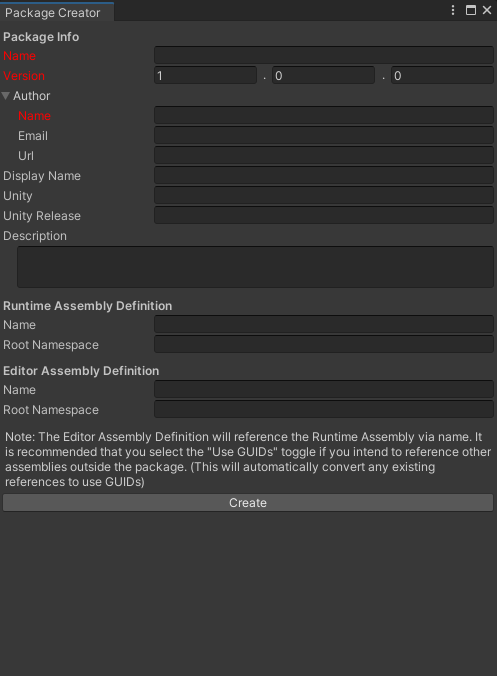 Package Creator
Package Info
Name
Version 1 . 0 . 0
Author
Name
Email
Url
Display Name
Unity
Unity Release
Description
Runtime Assembly Definition
Name
Root Namespace
Editor Assembly Definition
Name
Root Namespace
Note: The Editor Assembly Definition will reference the Runtime Assembly via name. It
is recommended that you select the "Use GUIDs" toggle if you intend to reference other
assemblies outside the package. (This will automatically convert any existing
references to use GUIDs)
Create